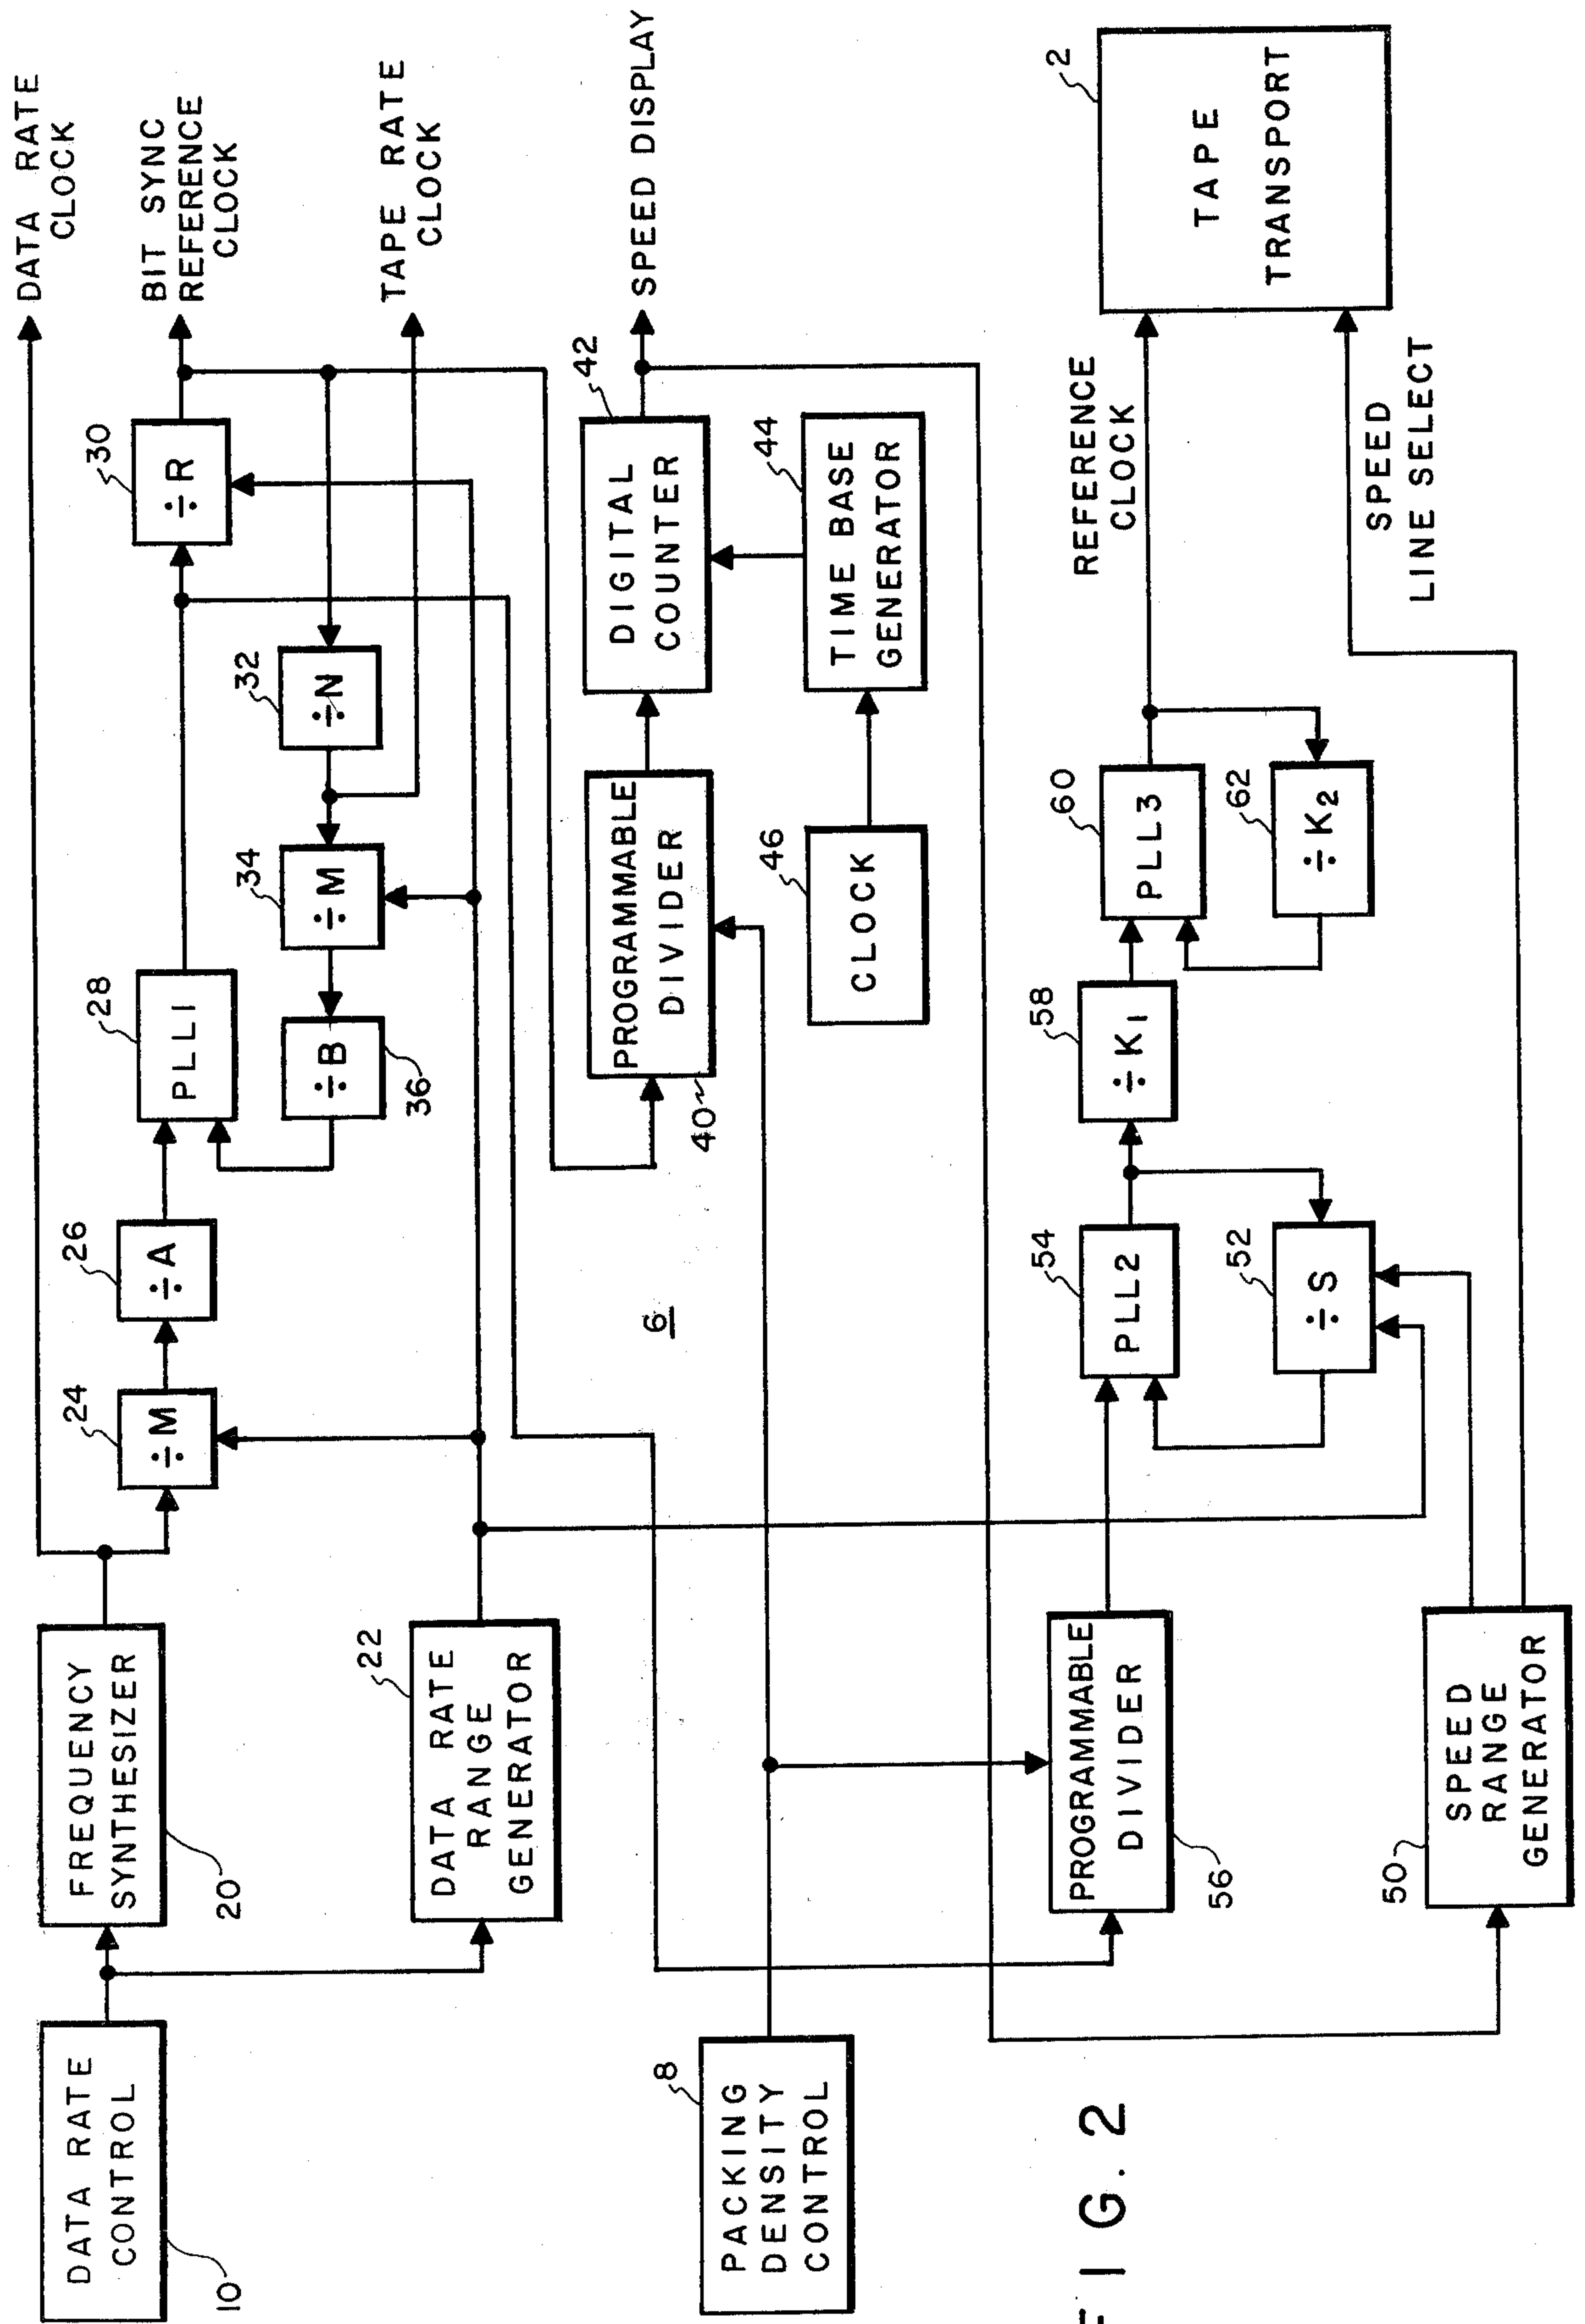 DATA RATE
CONTROL
10
FREQUENCY
SYNTHESIZER
20
DATA RATE
RANGE
GENERATOR
22
÷M
24
÷A
26
PLL1
28
÷R
30
÷N
32
÷M
34
÷B
36
DATA RATE
CLOCK
BIT SYNC
REFERENCE
CLOCK
TAPE RATE
CLOCK
PACKING
DENSITY
CONTROL
8
6
PROGRAMMABLE
DIVIDER
40
DIGITAL
COUNTER
42
TIME BASE
GENERATOR
44
CLOCK
46
SPEED DISPLAY
PROGRAMMABLE
DIVIDER
56
SPEED
RANGE
GENERATOR
50
PLL2
54
÷S
52
÷K1
58
PLL3
60
÷K2
62
REFERENCE
CLOCK
SPEED
LINE SELECT
TAPE
TRANSPORT
2
FIG. 2